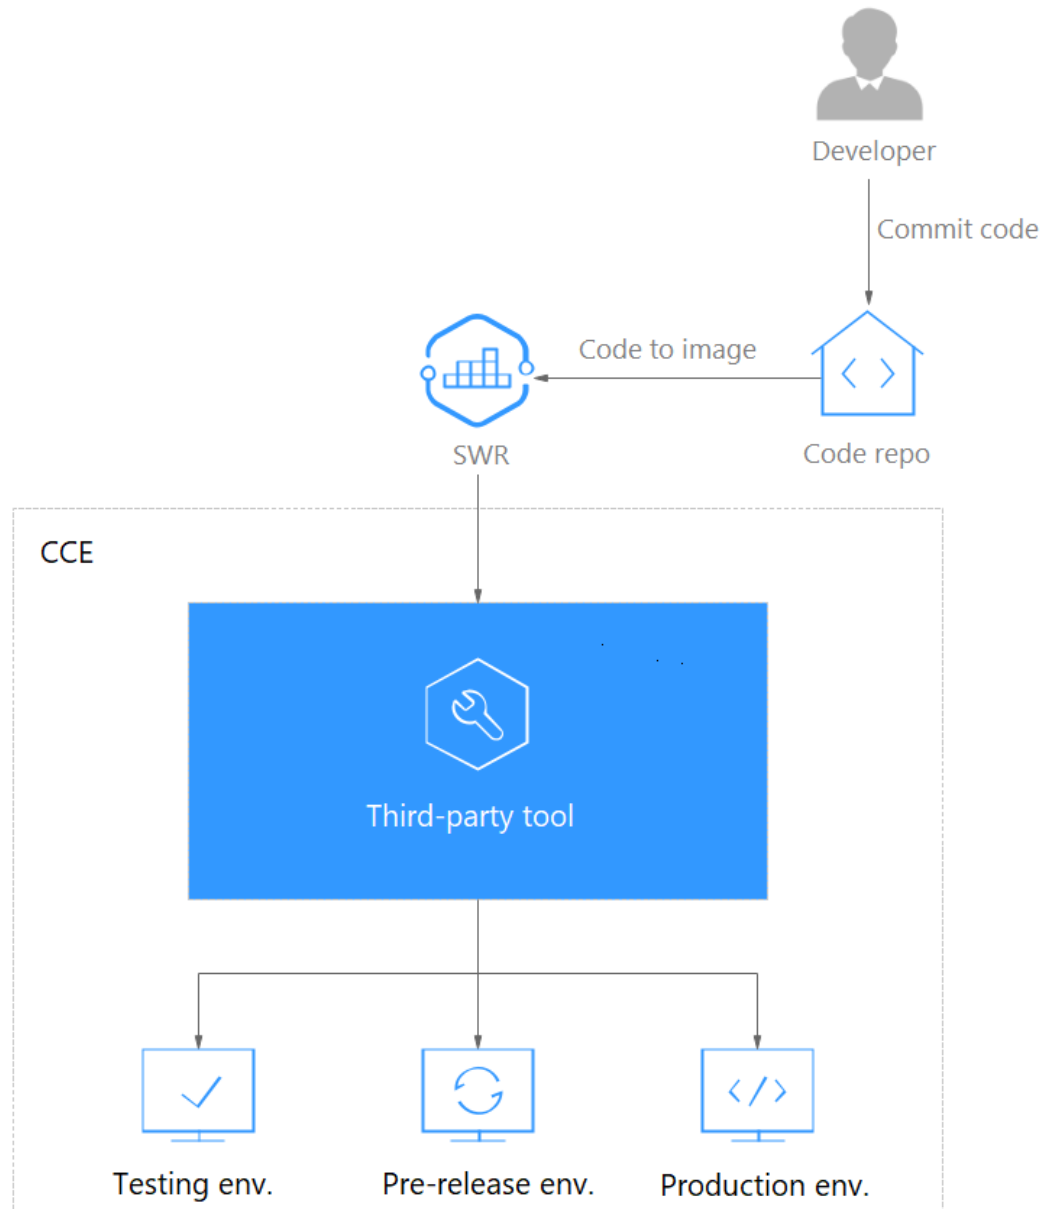 Developer
Commit code
Code to image
SWR
Code repo
CCE
Third-party tool
Testing env.
Pre-release env.
Production env.